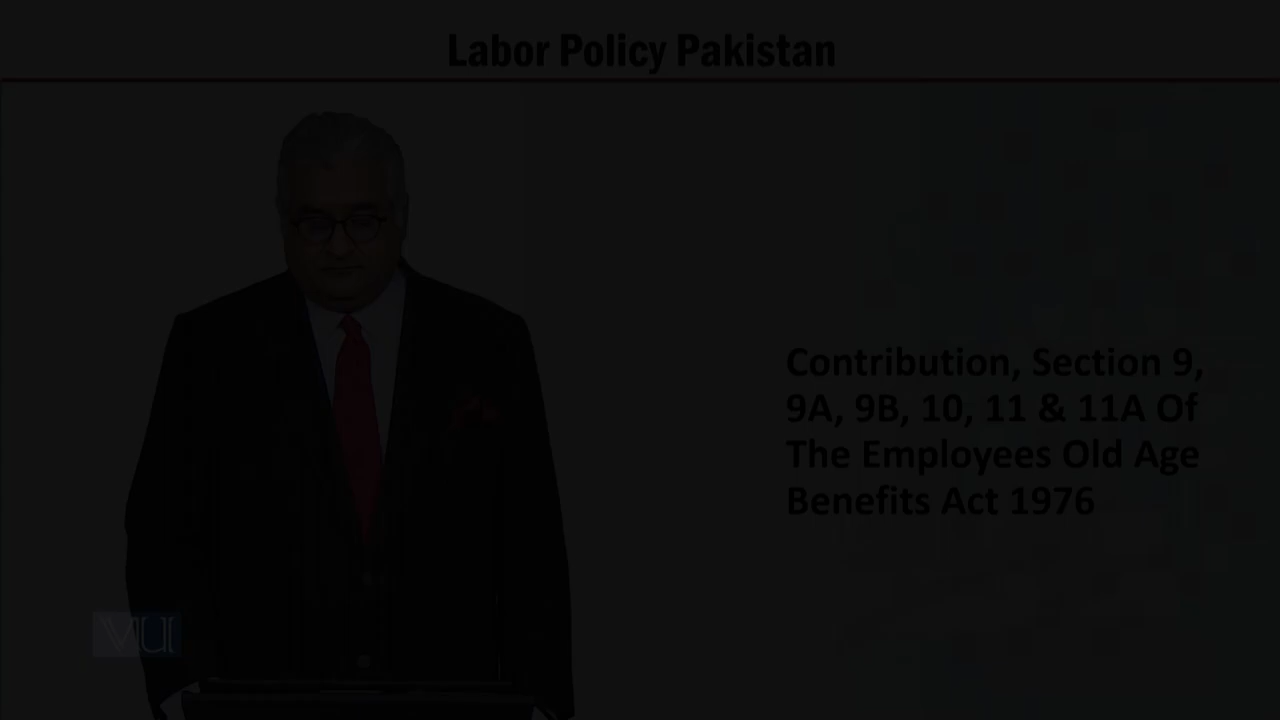 Labor Policy Pakistan
Contribution, Section 9,
9A, 9B, 10, 11 & 11A Of
The Employees Old Age
Benefits Act 1976
VU